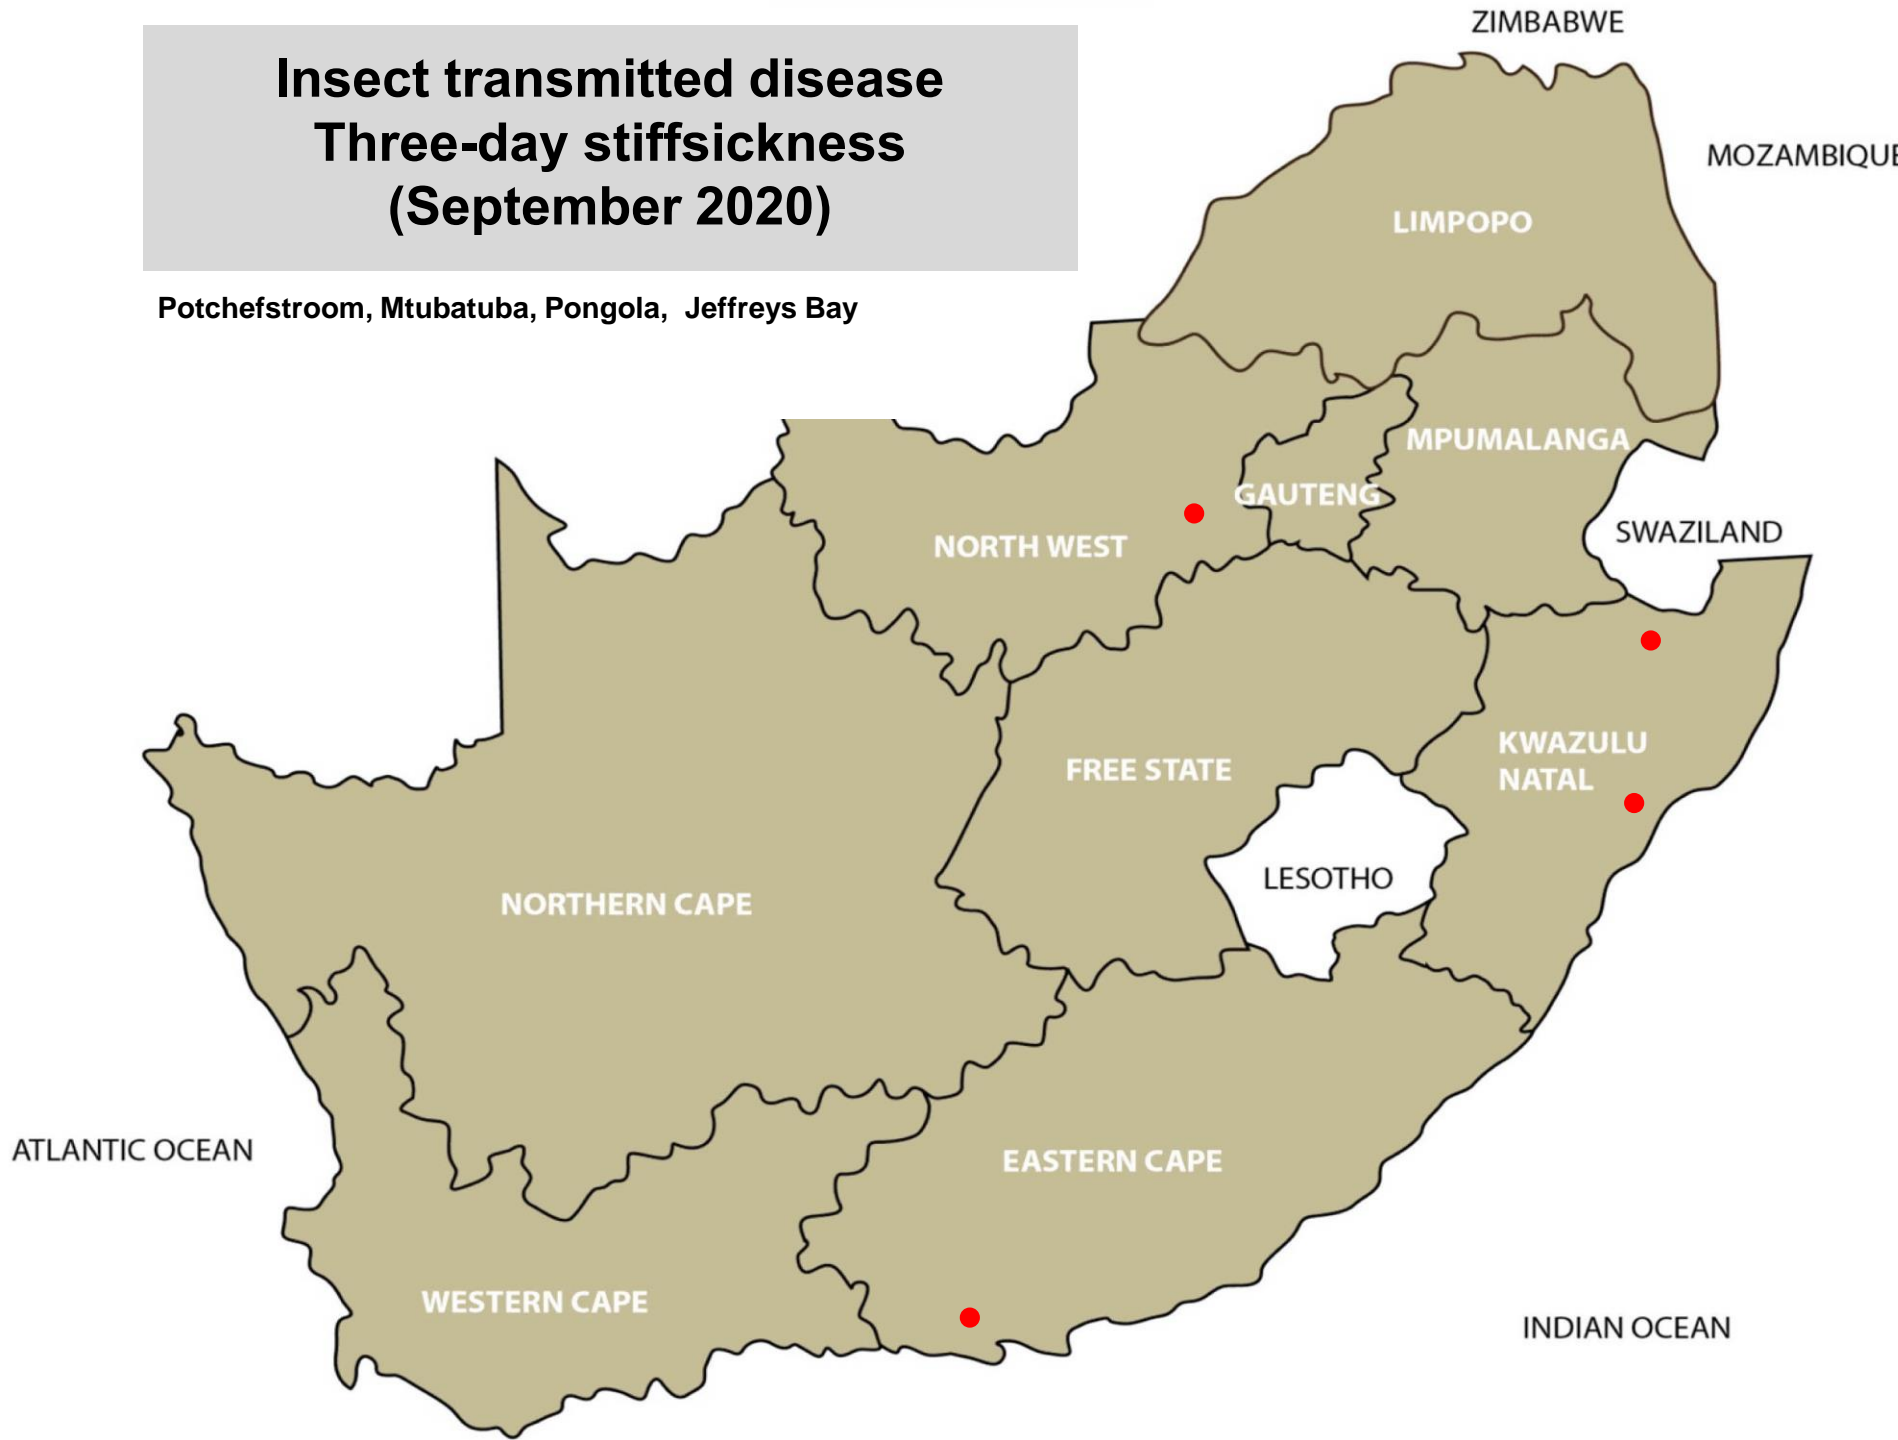 Insect transmitted disease
Three-day stiffsickness
(September 2020)
Potchefstroom, Mtubatuba, Pongola,  Jeffreys Bay
ZIMBABWE
MOZAMBIQUE
LIMPOPO
MPUMALANGA
GAUTENG
SWAZILAND
NORTH WEST
KWAZULU
NATAL
FREE STATE
LESOTHO
NORTHERN CAPE
ATLANTIC OCEAN
EASTERN CAPE
WESTERN CAPE
INDIAN OCEAN